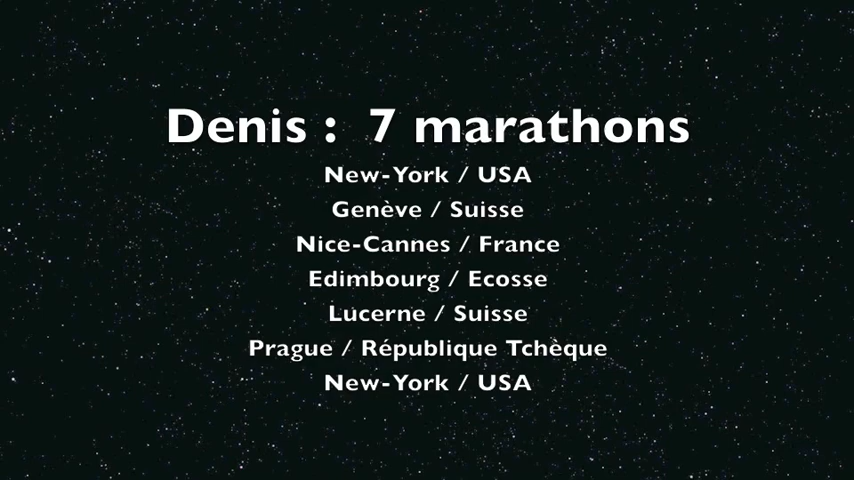 Denis :  7 marathons
New-York / USA
Genève / Suisse
Nice-Cannes / France
Edimbourg / Ecosse
Lucerne / Suisse
Prague / République Tchèque
New-York / USA